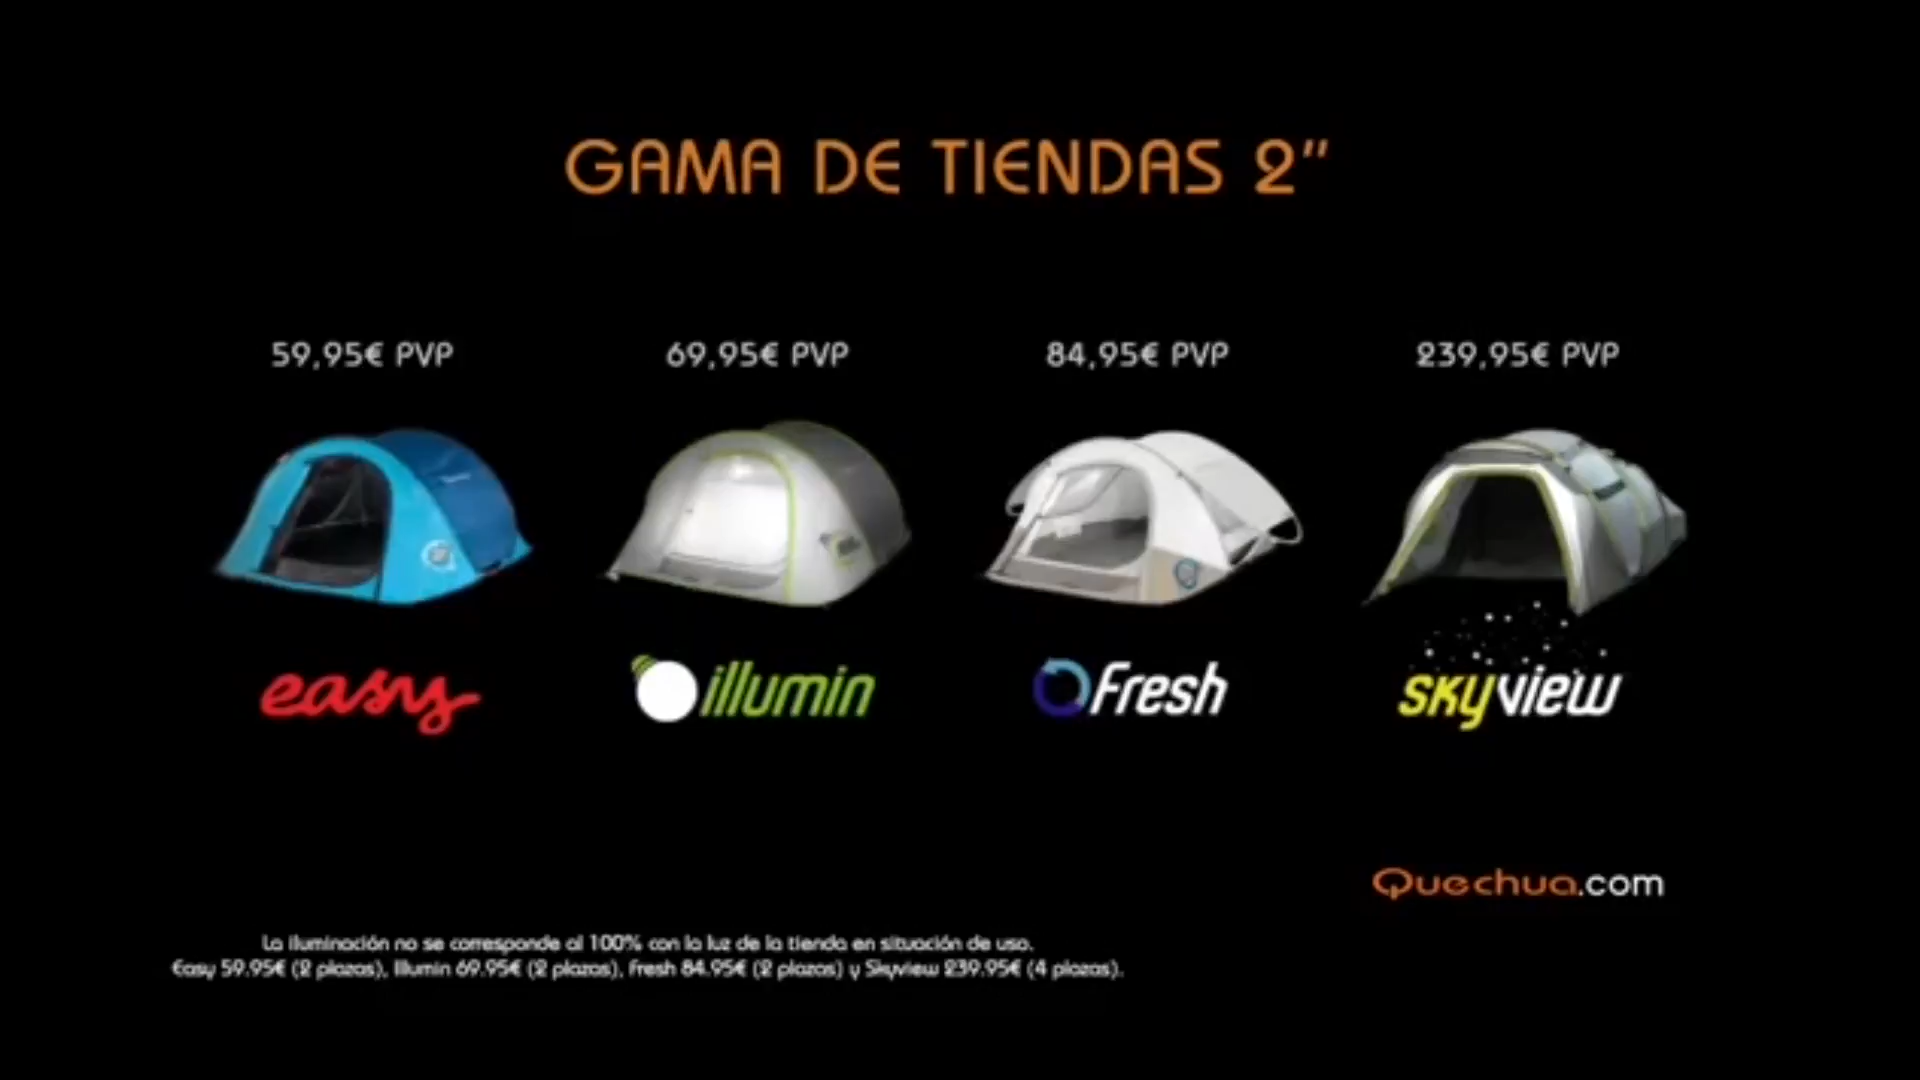 GAMA DE TIENDAS 2"
59,95€ PVP
69,95€ PVP
84,95€ PVP
239,95€ PVP
easy
illumin
Fresh
skyview
Quechua.com
La iluminación no se corresponde al 100% con la luz de la tienda en situación de uso.
Easy 59.95€ (2 plazas), Illumin 69.95€ (2 plazas), Fresh 84.95€ (2 plazas) y Skyview 239.95€ (4 plazas).